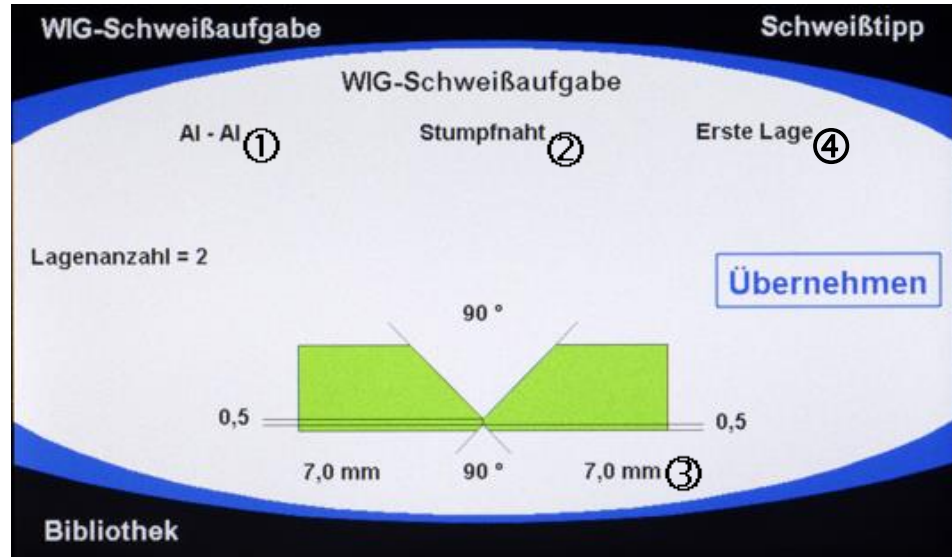 WIG-Schweißaufgabe Schweißtipp
WIG-Schweißaufgabe
Al - Al ① Stumpfnaht ② Erste Lage ④
Lagenanzahl = 2
Übernehmen
90 °
0,5 0,5
7,0 mm 90 ° 7,0 mm ③
Bibliothek